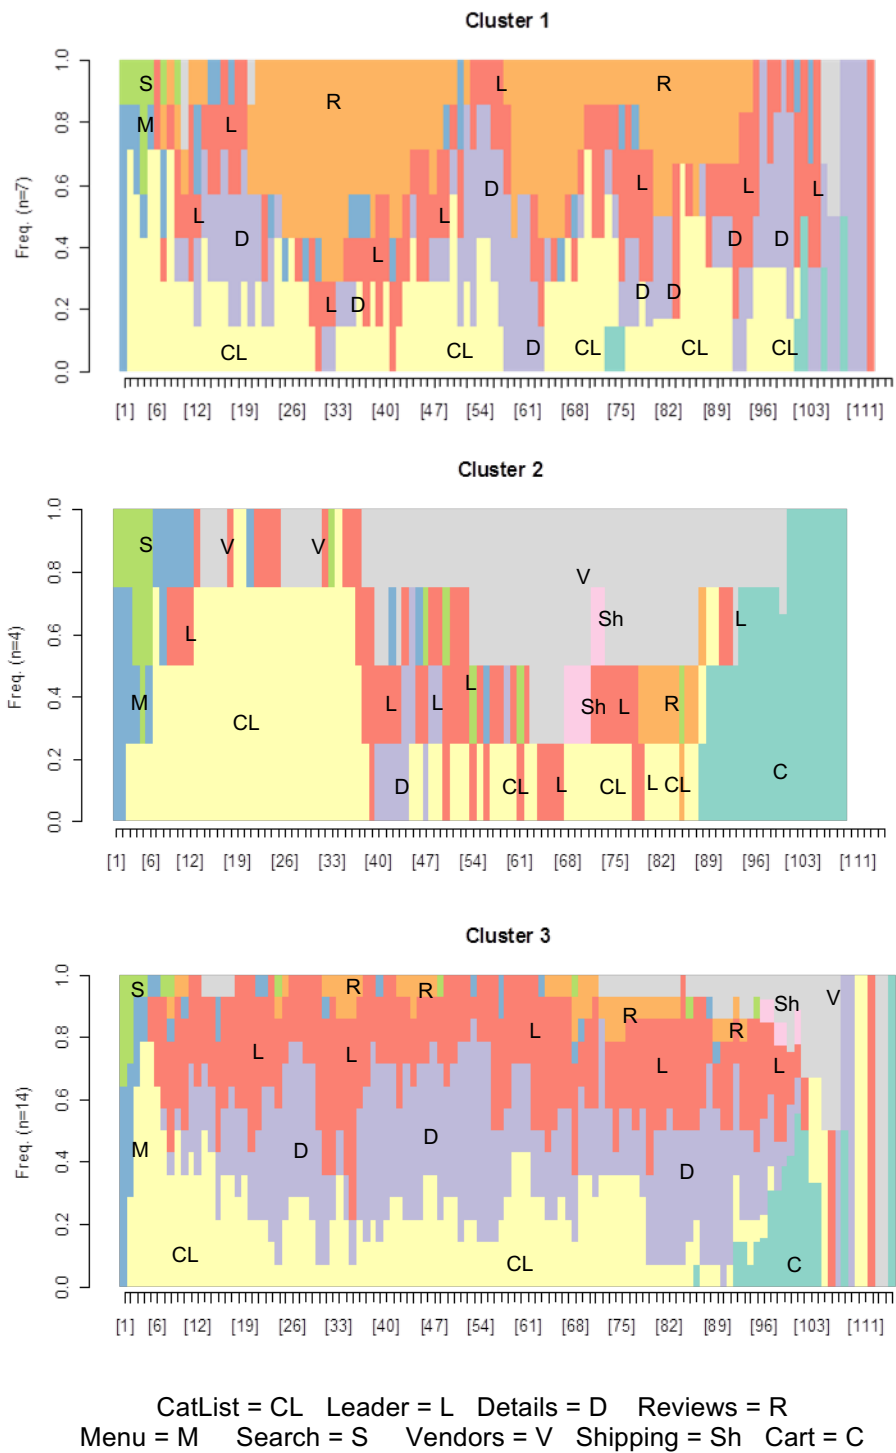 Cluster 1
Freq. (n=7)
0.0 0.2 0.4 0.6 0.8 1.0
S R L R
M L
L D L D L L
L D L D D
L D D D
CL CL D CL CL CL
[1] [6] [12] [19] [26] [33] [40] [47] [54] [61] [68] [75] [82] [89] [96] [103] [111]
Cluster 2
Freq. (n=4)
0.0 0.2 0.4 0.6 0.8 1.0
S V V V
L Sh L
M CL L L L Sh L R
D CL L CL L CL C
[1] [6] [12] [19] [26] [33] [40] [47] [54] [61] [68] [75] [82] [89] [96] [103] [111]
Cluster 3
Freq. (n=14)
0.0 0.2 0.4 0.6 0.8 1.0
S R R Sh V
L L L R L R L
M D D D
CL CL C
[1] [6] [12] [19] [26] [33] [40] [47] [54] [61] [68] [75] [82] [89] [96] [103] [111]
CatList = CL Leader = L Details = D Reviews = R
Menu = M Search = S Vendors = V Shipping = Sh Cart = C